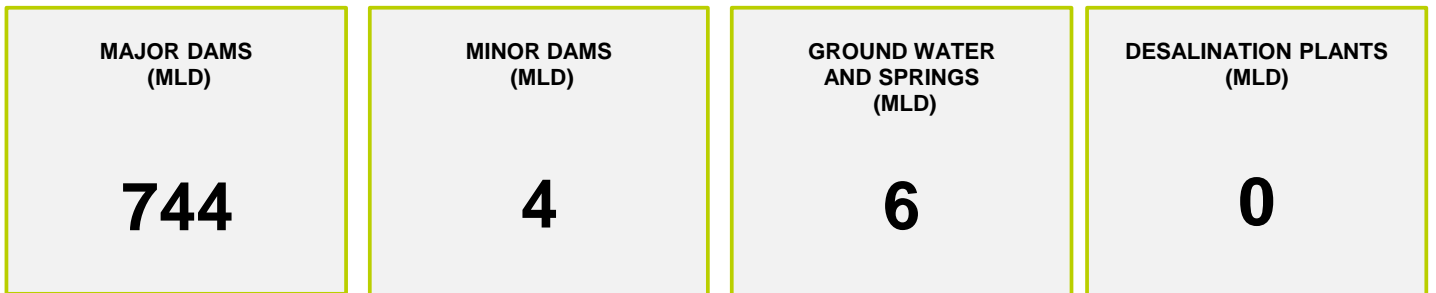 MAJOR DAMS
(MLD)
744
MINOR DAMS
(MLD)
4
GROUND WATER
AND SPRINGS
(MLD)
6
DESALINATION PLANTS
(MLD)
0